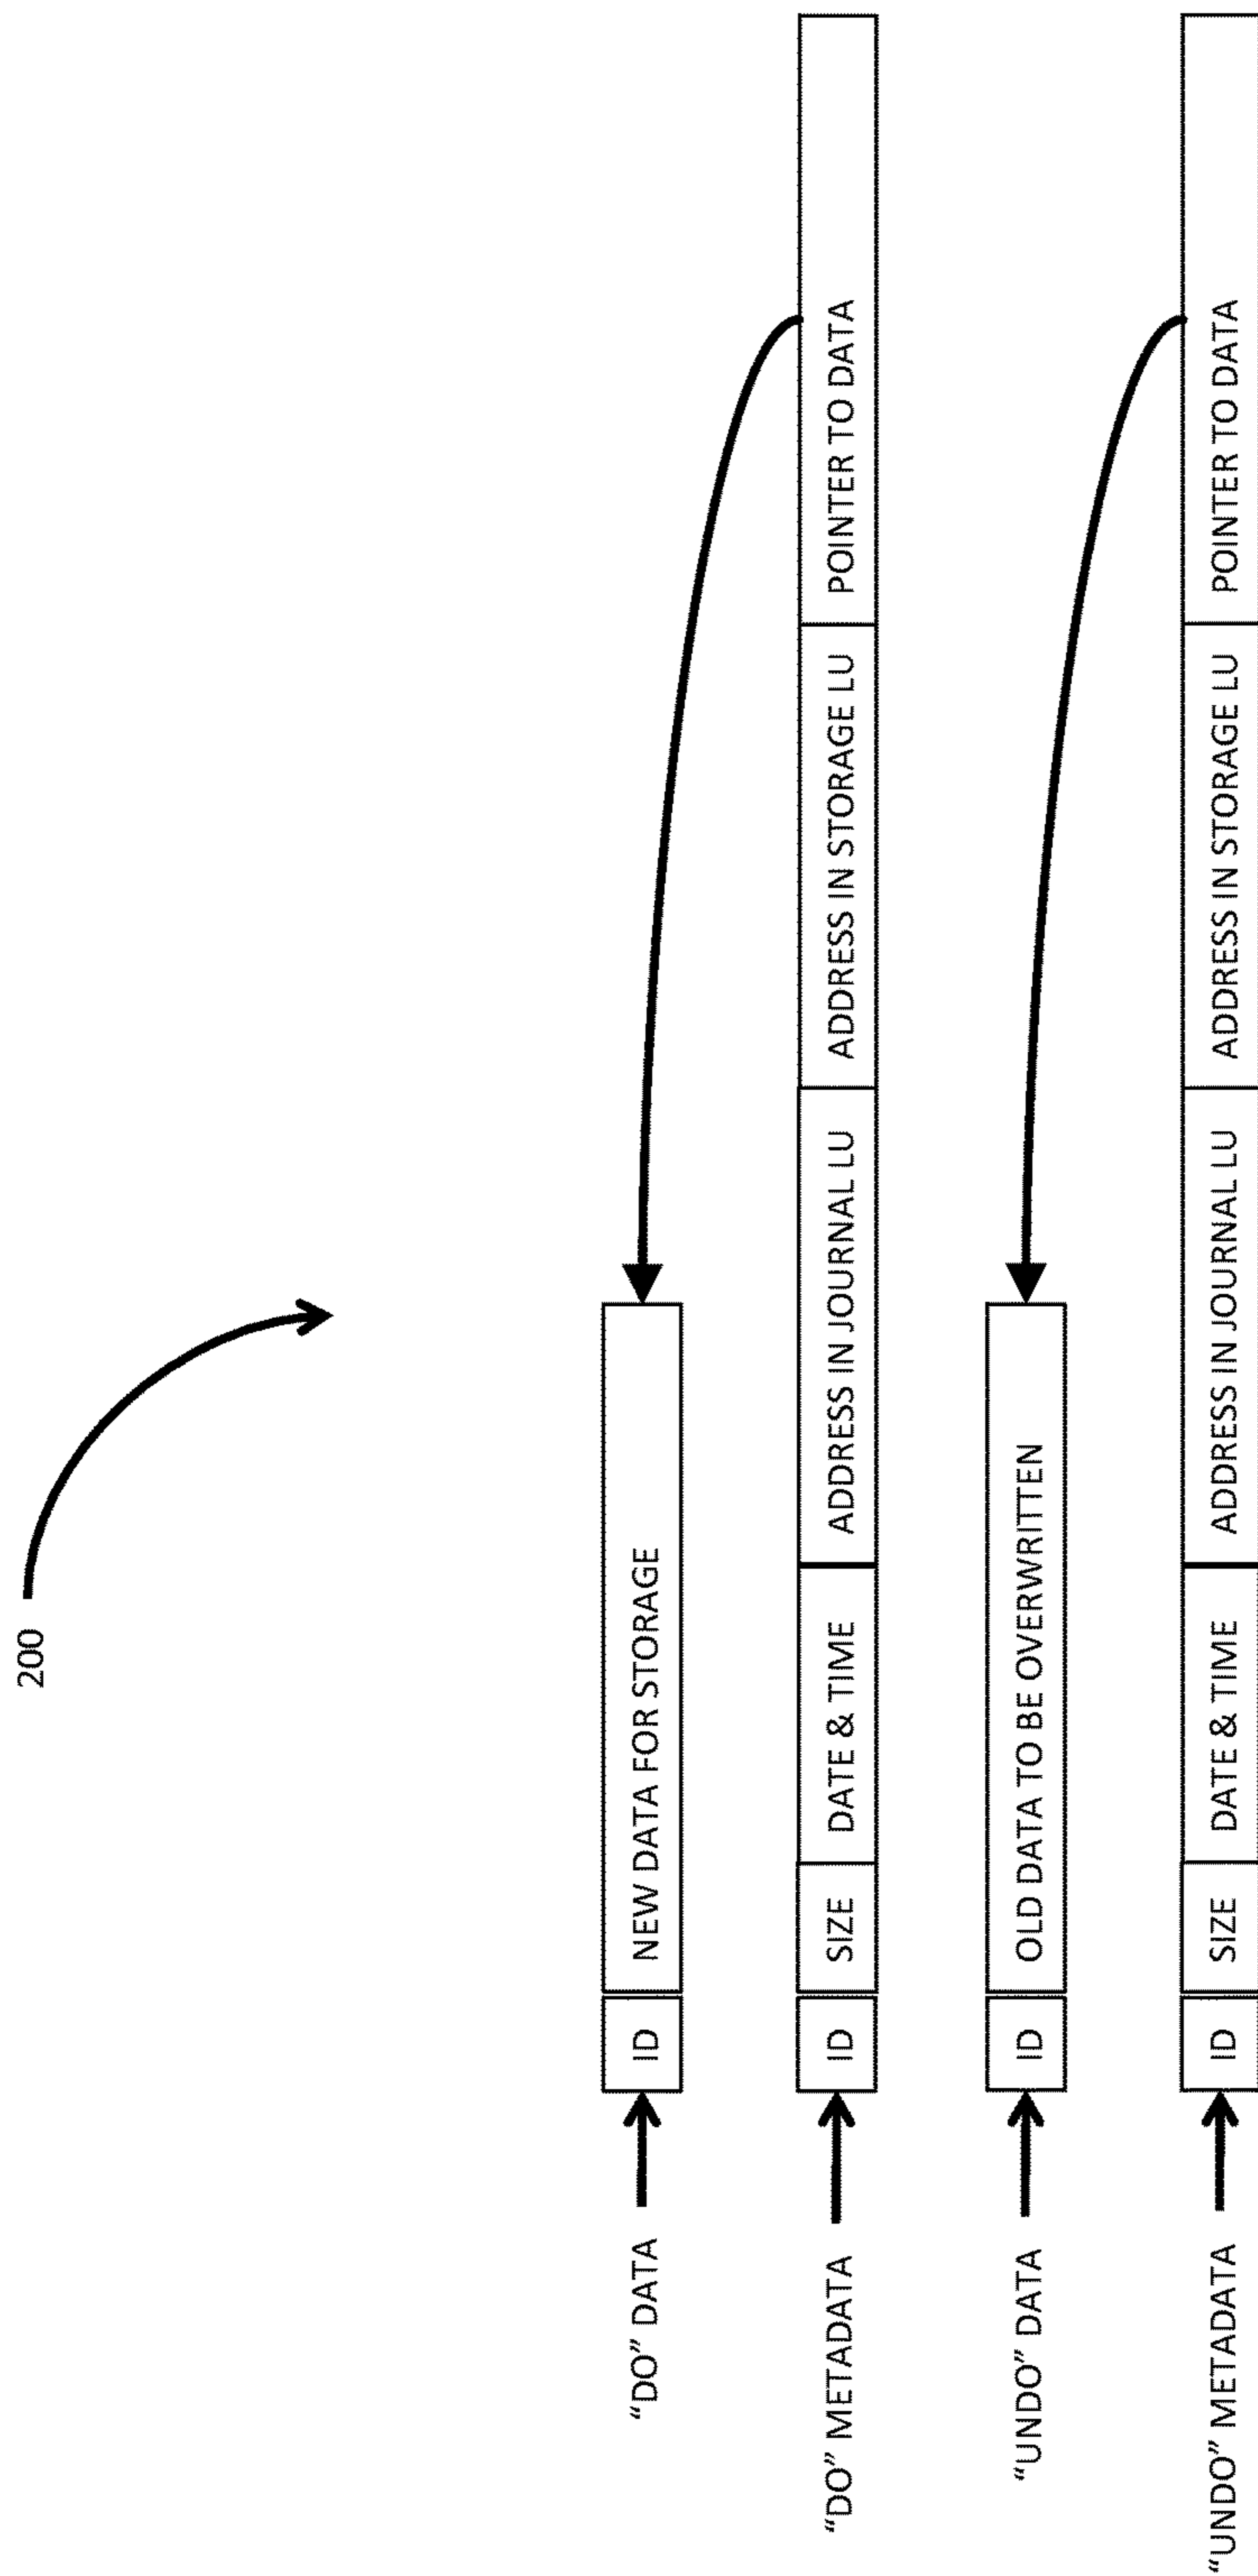 200
“DO” DATA
ID
NEW DATA FOR STORAGE
“DO” METADATA
ID
SIZE
DATE & TIME
ADDRESS IN JOURNAL LU
ADDRESS IN STORAGE LU
POINTER TO DATA
“UNDO” DATA
ID
OLD DATA TO BE OVERWRITTEN
“UNDO” METADATA
ID
SIZE
DATE & TIME
ADDRESS IN JOURNAL LU
ADDRESS IN STORAGE LU
POINTER TO DATA